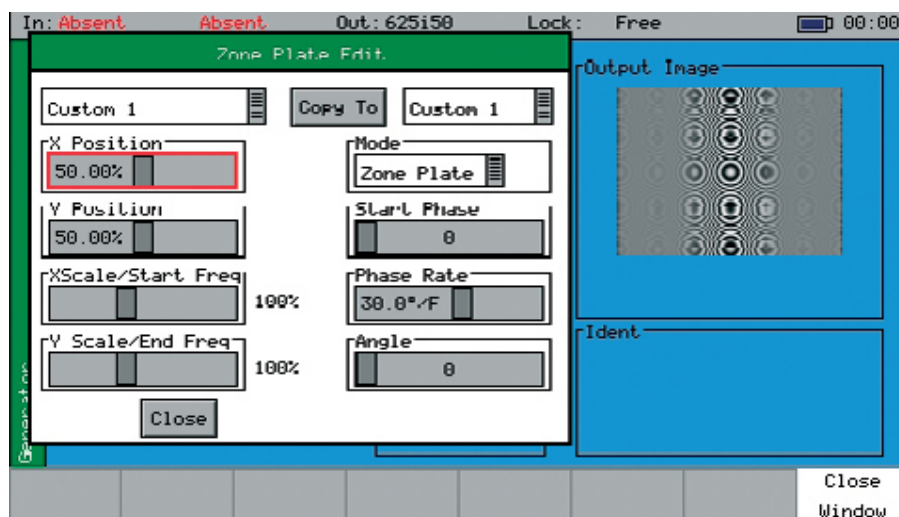 In: Absent Absent Out: 625i50 Lock: Free 00:00
Zone Plate Edit
Custom 1 Copy To Custom 1
X Position
50.00%
Mode
Zone Plate
Y Position
50.00%
Start Phase
0
XScale/Start Freq
100%
Phase Rate
30.0°/F
Y Scale/End Freq
100%
Angle
0
Close
Generator
Output Image
Ident
Close
Window